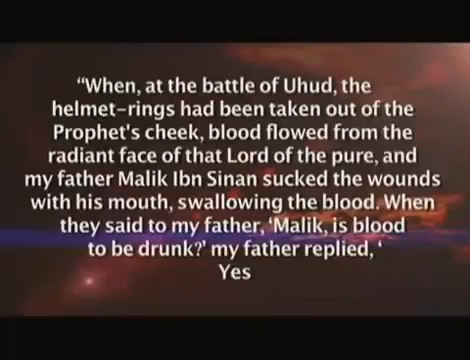 “When, at the battle of Uhud, the
helmet-rings had been taken out of the
Prophet's cheek, blood flowed from the
radiant face of that Lord of the pure, and
my father Malik Ibn Sinan sucked the wounds
with his mouth, swallowing the blood. When
they said to my father, ‘Malik, is blood
to be drunk?’ my father replied, ‘
Yes